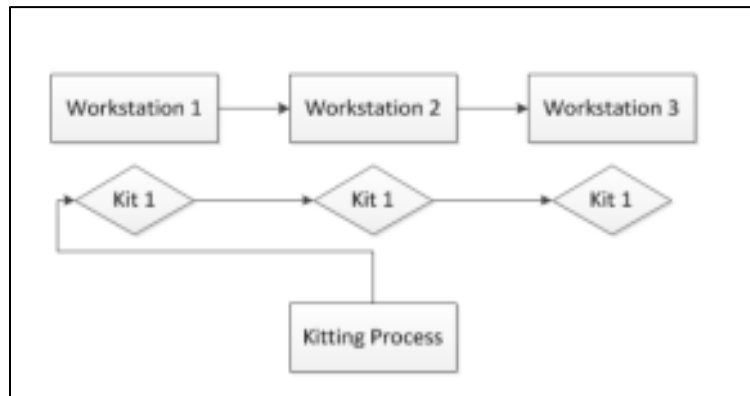 Workstation 1
Workstation 2
Workstation 3
Kit 1
Kit 1
Kit 1
Kitting Process